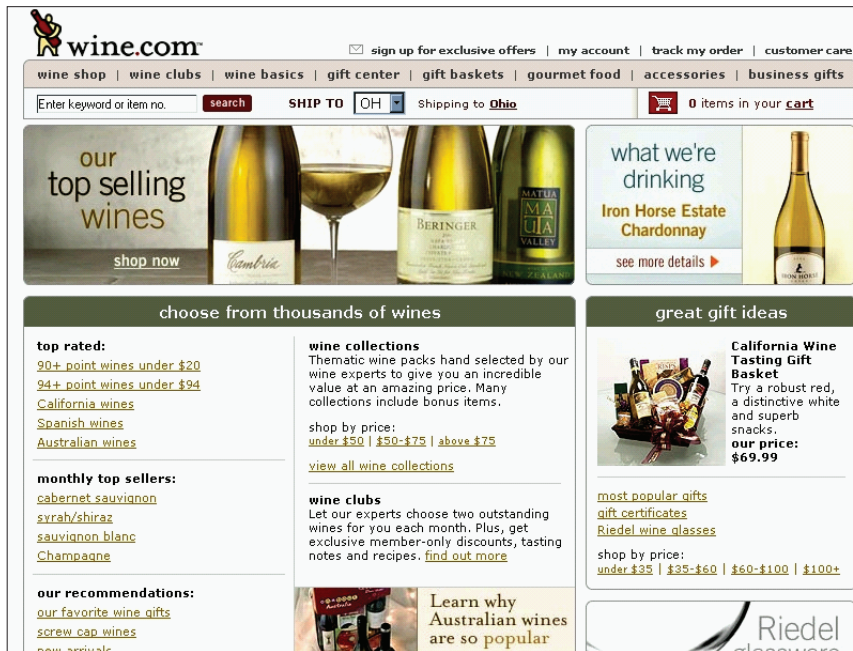 wine.com
sign up for exclusive offers | my account | track my order | customer care
wine shop | wine clubs | wine basics | gift center | gift baskets | gourmet food | accessories | business gifts
Enter keyword or item no. search SHIP TO OH Shipping to Ohio 0 items in your cart
our
top selling
wines
shop now
Cambria
BERINGER
MATUA
MA
UA
VALLEY
NEW ZEALAND
what we're
drinking
Iron Horse Estate
Chardonnay
see more details
IRON HORSE
choose from thousands of wines
top rated:
90+ point wines under $20
94+ point wines under $94
California wines
Spanish wines
Australian wines
monthly top sellers:
cabernet sauvignon
syrah/shiraz
sauvignon blanc
Champagne
our recommendations:
our favorite wine gifts
screw cap wines
new arrivals
wine collections
Thematic wine packs hand selected by our
wine experts to give you an incredible
value at an amazing price. Many
collections include bonus items.
shop by price:
under $50 | $50-$75 | above $75
view all wine collections
wine clubs
Let our experts choose two outstanding
wines for you each month. Plus, get
exclusive member-only discounts, tasting
notes and recipes. find out more
Australia
Learn why
Australian wines
are so popular
great gift ideas
California Wine
Tasting Gift
Basket
Try a robust red,
a distinctive white
and superb
snacks.
our price:
$69.99
most popular gifts
gift certificates
Riedel wine glasses
shop by price:
under $35 | $35-$60 | $60-$100 | $100+
Riedel
glassware